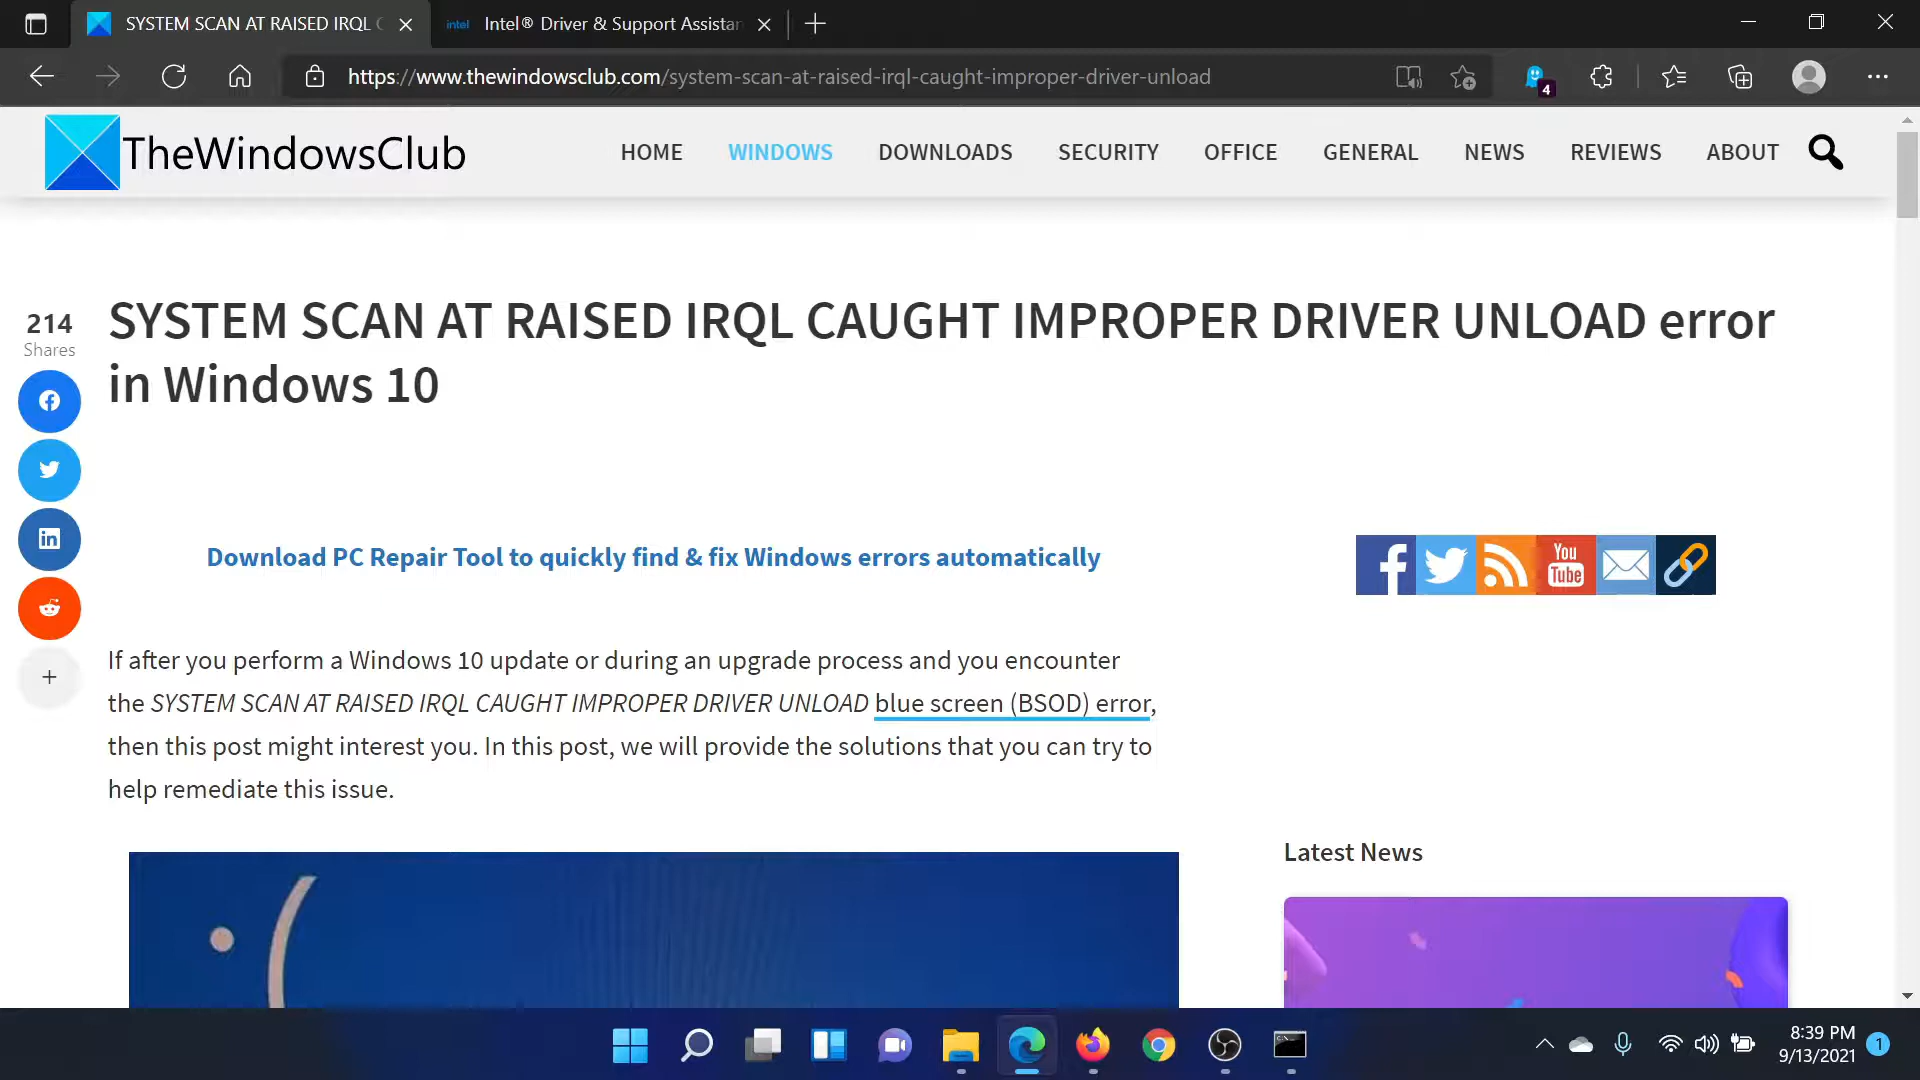 SYSTEM SCAN AT RAISED IRQL C
intel Intel® Driver & Support Assistan
https://www.thewindowsclub.com/system-scan-at-raised-irql-caught-improper-driver-unload
4
TheWindowsClub
HOME WINDOWS DOWNLOADS SECURITY OFFICE GENERAL NEWS REVIEWS ABOUT
SYSTEM SCAN AT RAISED IRQL CAUGHT IMPROPER DRIVER UNLOAD error
in Windows 10
214
Shares
Download PC Repair Tool to quickly find & fix Windows errors automatically
You
Tube
If after you perform a Windows 10 update or during an upgrade process and you encounter
the SYSTEM SCAN AT RAISED IRQL CAUGHT IMPROPER DRIVER UNLOAD blue screen (BSOD) error,
then this post might interest you. In this post, we will provide the solutions that you can try to
help remediate this issue.
Latest News
8:39 PM
9/13/2021
1